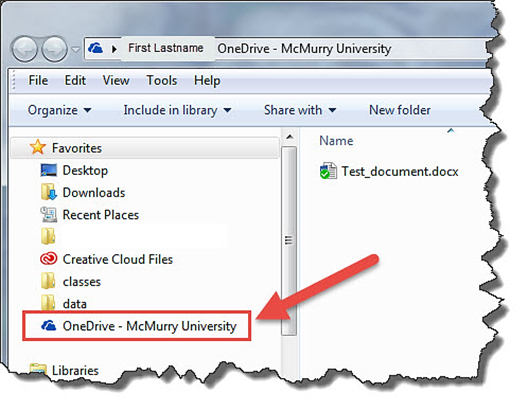 First Lastname OneDrive - McMurry University
File Edit View Tools Help
Organize Include in library Share with New folder
Favorites
Desktop
Downloads
Recent Places
Creative Cloud Files
classes
data
OneDrive - McMurry University
Libraries
Name
Test_document.docx